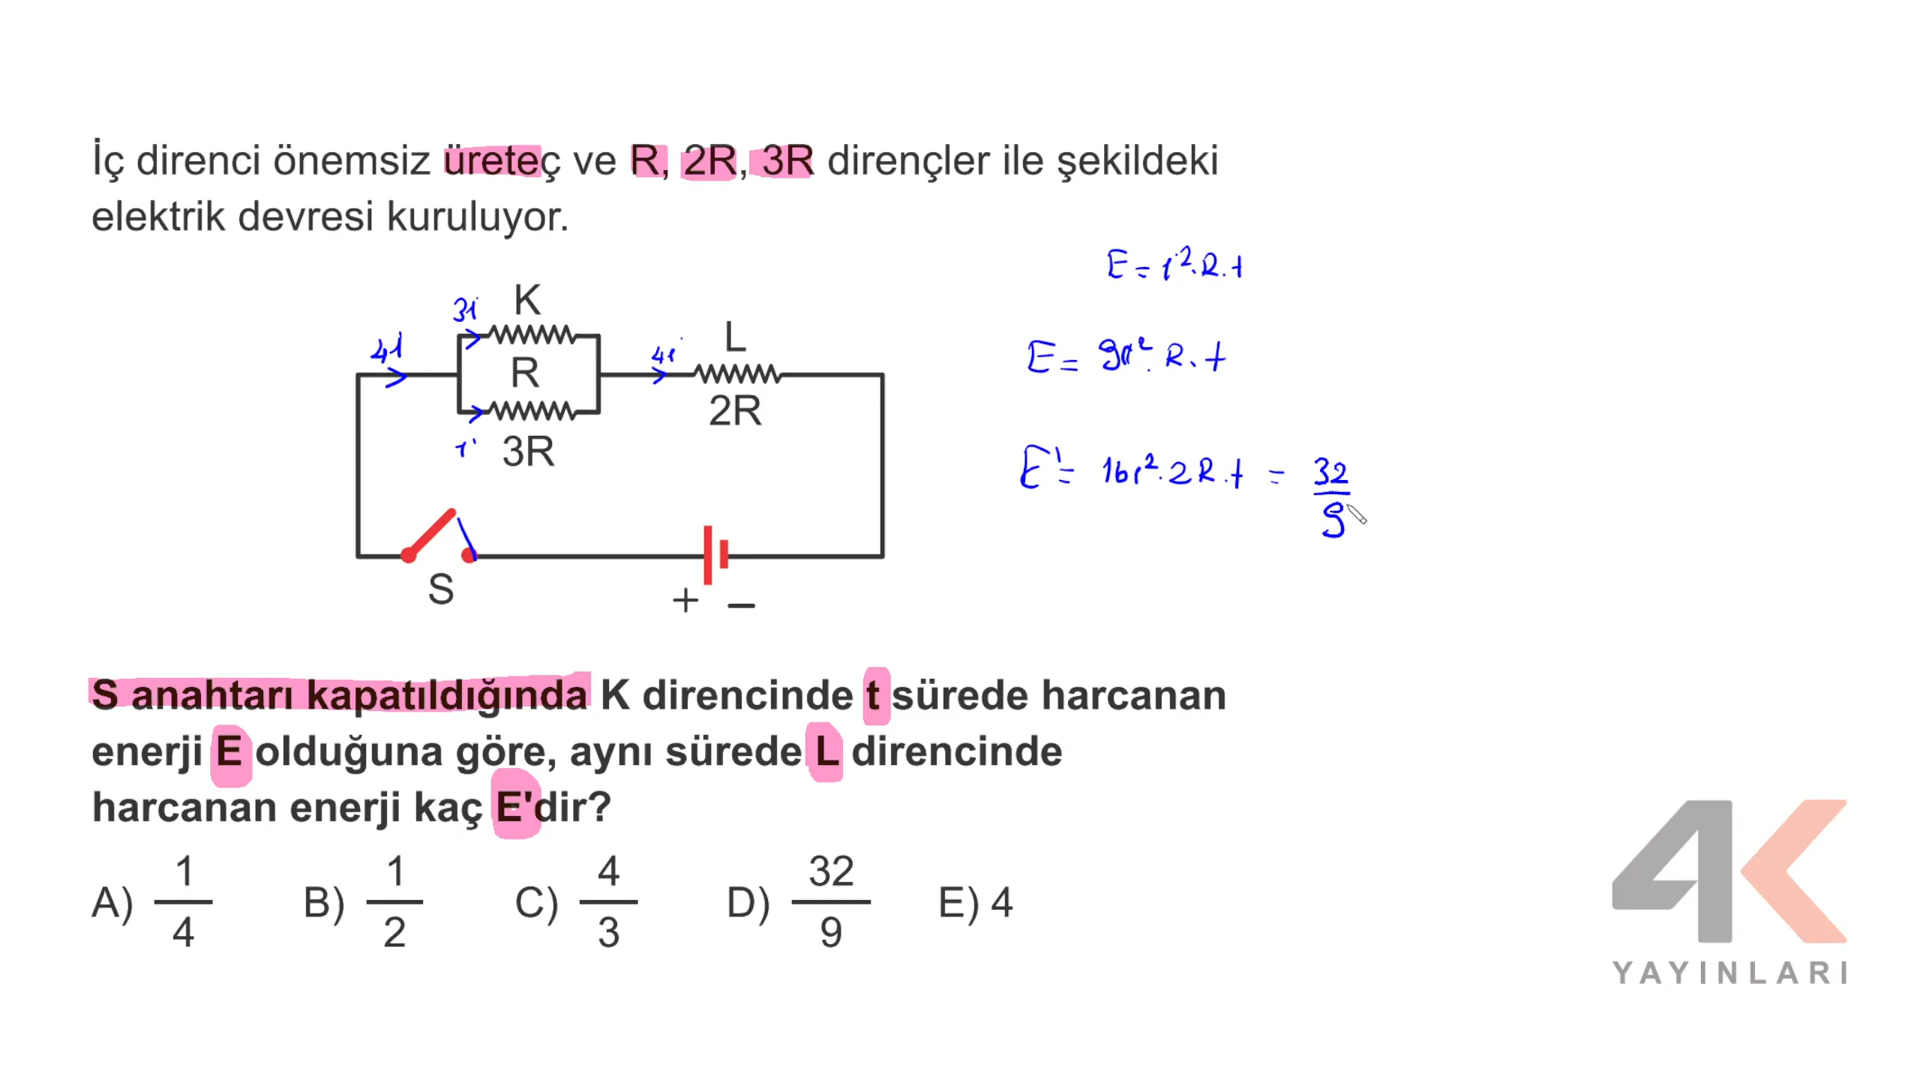 İç direnci önemsiz üreteç ve R, 2R, 3R dirençler ile şekildeki
elektrik devresi kuruluyor.
E = i².R.t
3i K
4i
R
4i L
2R
i 3R
E = 9i².R.t
E' = 16i².2R.t = 32/9
S
+ −
S anahtarı kapatıldığında K direncinde t sürede harcanan
enerji E olduğuna göre, aynı sürede L direncinde
harcanan enerji kaç E'dir?
A) 1/4 B) 1/2 C) 4/3 D) 32/9 E) 4
4K
YAYINLARI